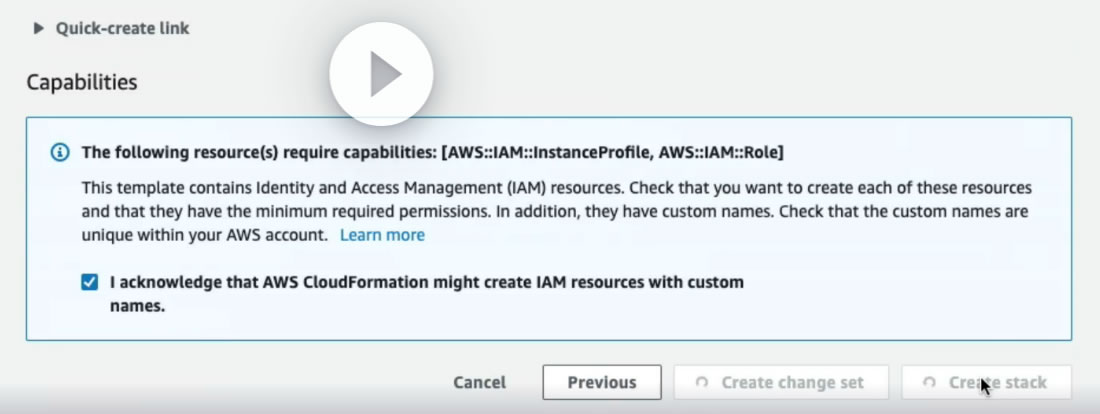 Quick-create link
Capabilities
The following resource(s) require capabilities: [AWS::IAM::InstanceProfile, AWS::IAM::Role]
This template contains Identity and Access Management (IAM) resources. Check that you want to create each of these resources
and that they have the minimum required permissions. In addition, they have custom names. Check that the custom names are
unique within your AWS account. Learn more
I acknowledge that AWS CloudFormation might create IAM resources with custom
names.
Cancel Previous Create change set Create stack